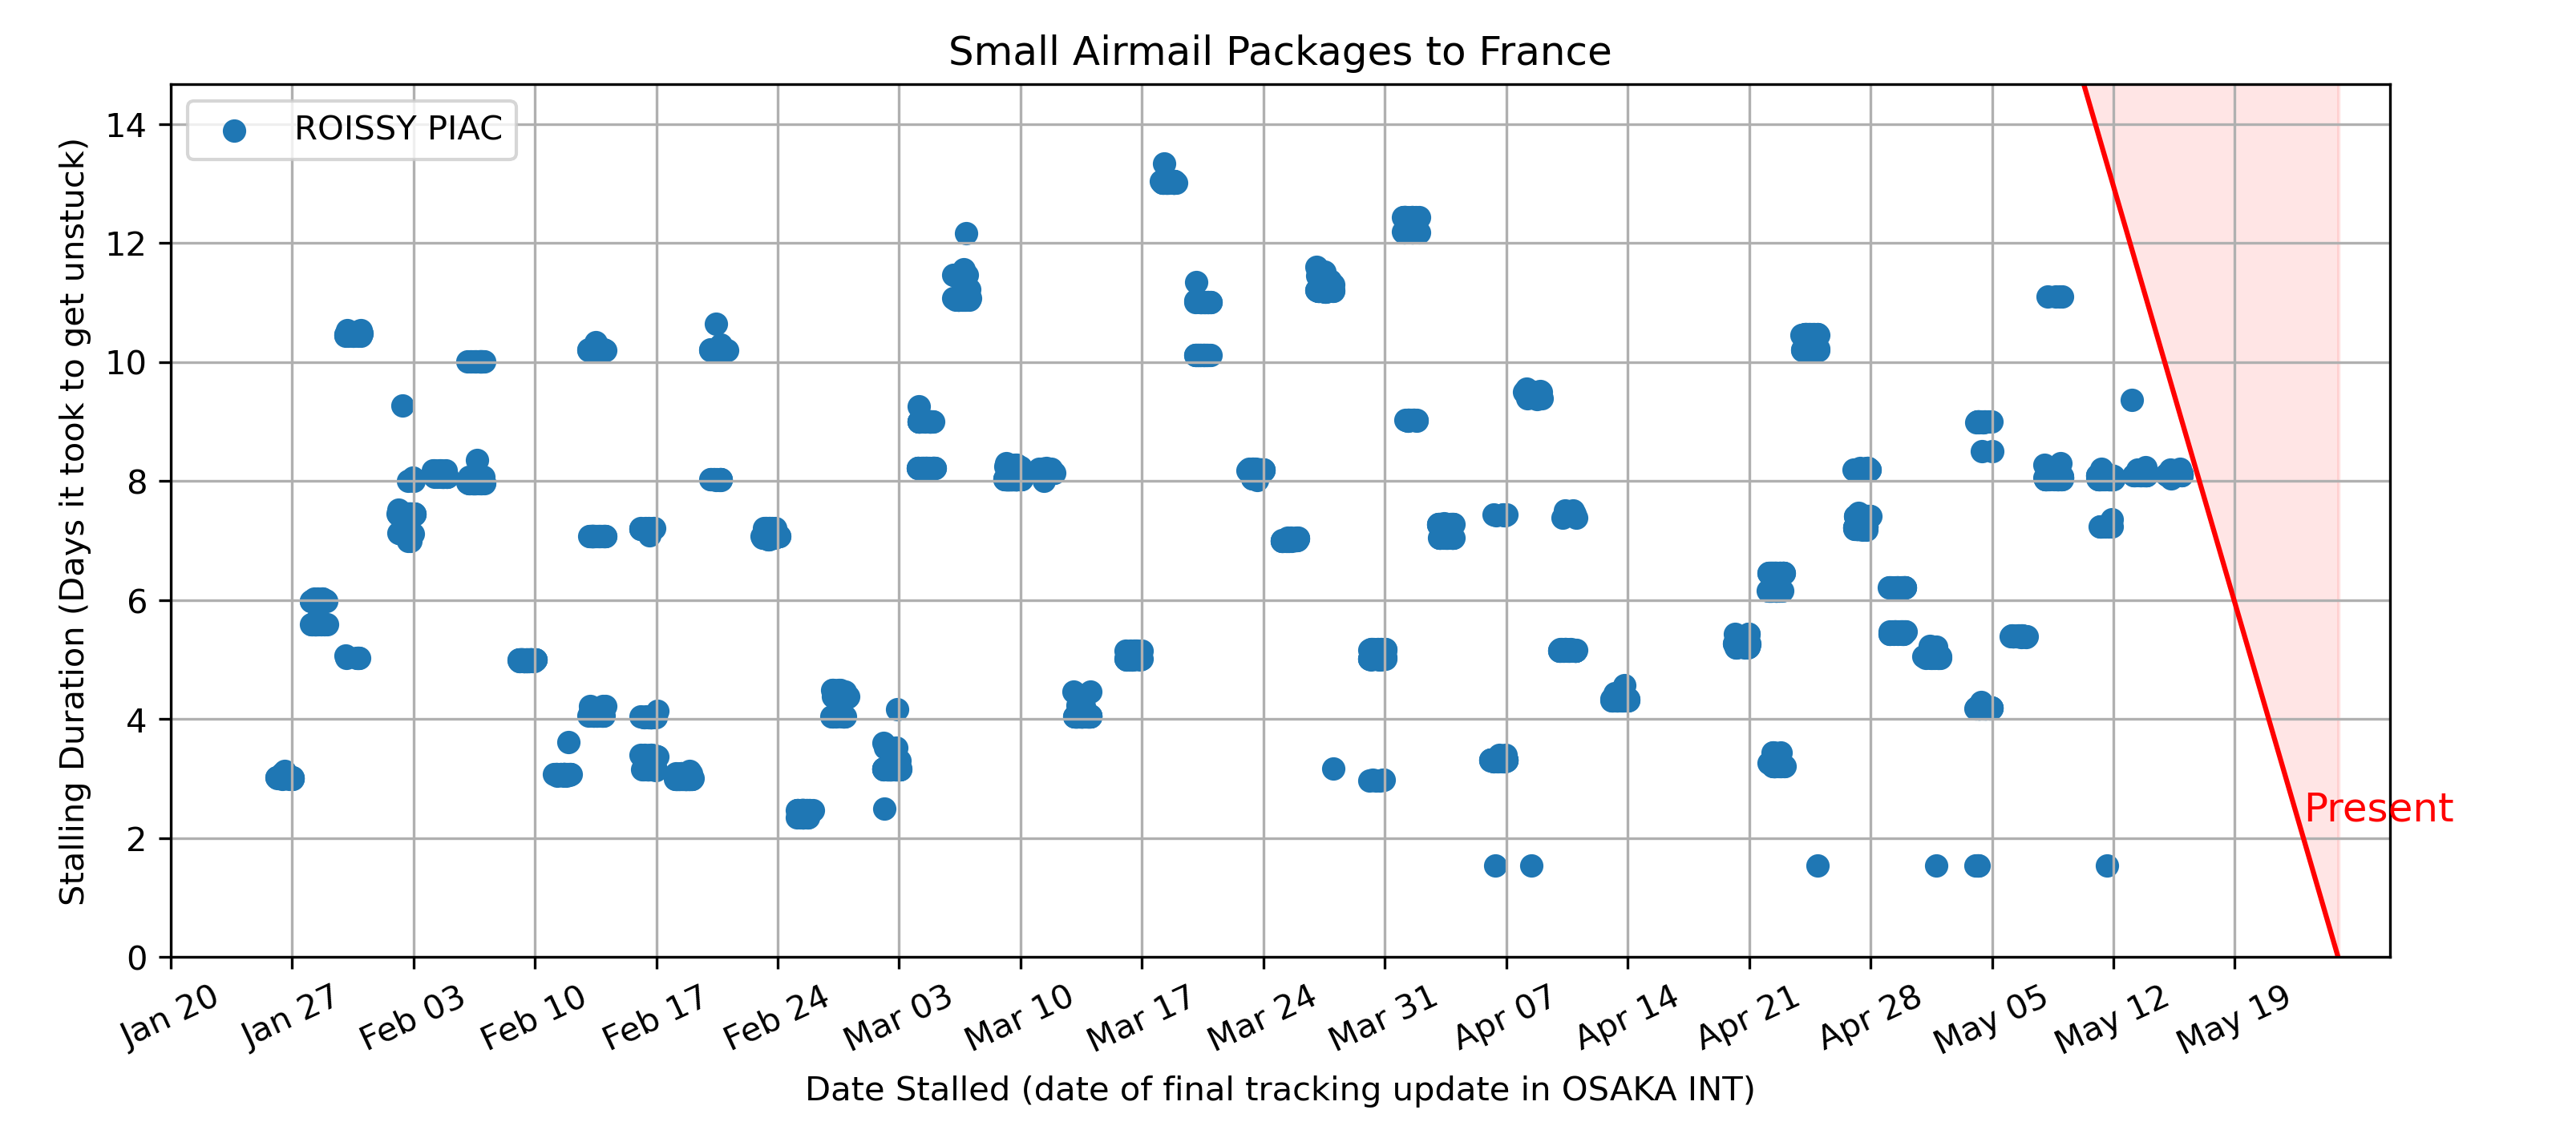 Small Airmail Packages to France
ROISSY PIAC
Stalling Duration (Days it took to get unstuck)
14
12
10
8
6
4
2
0
Present
Jan 20
Jan 27
Feb 03
Feb 10
Feb 17
Feb 24
Mar 03
Mar 10
Mar 17
Mar 24
Mar 31
Apr 07
Apr 14
Apr 21
Apr 28
May 05
May 12
May 19
Date Stalled (date of final tracking update in OSAKA INT)